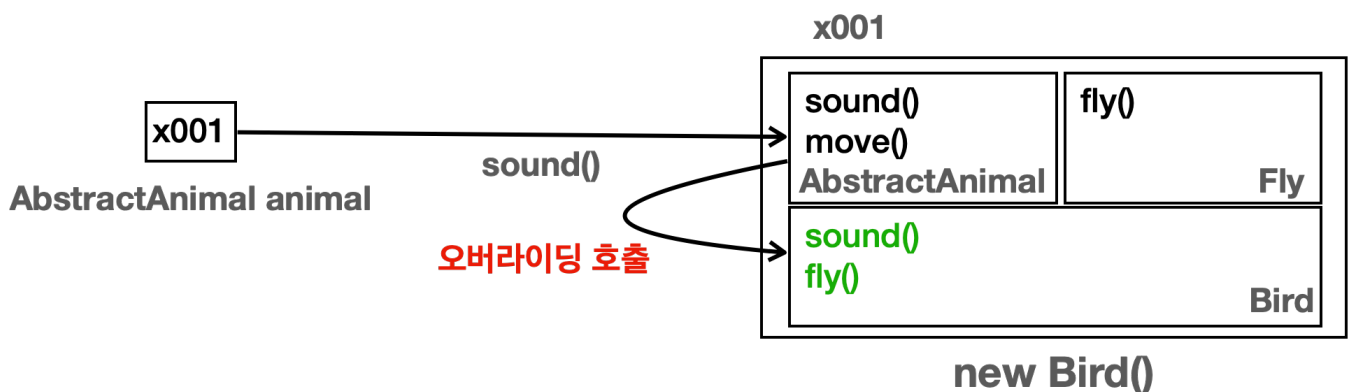 x001
x001
AbstractAnimal animal
sound()
sound()
move()
AbstractAnimal
fly()
Fly
오버라이딩 호출
sound()
fly()
Bird
new Bird()